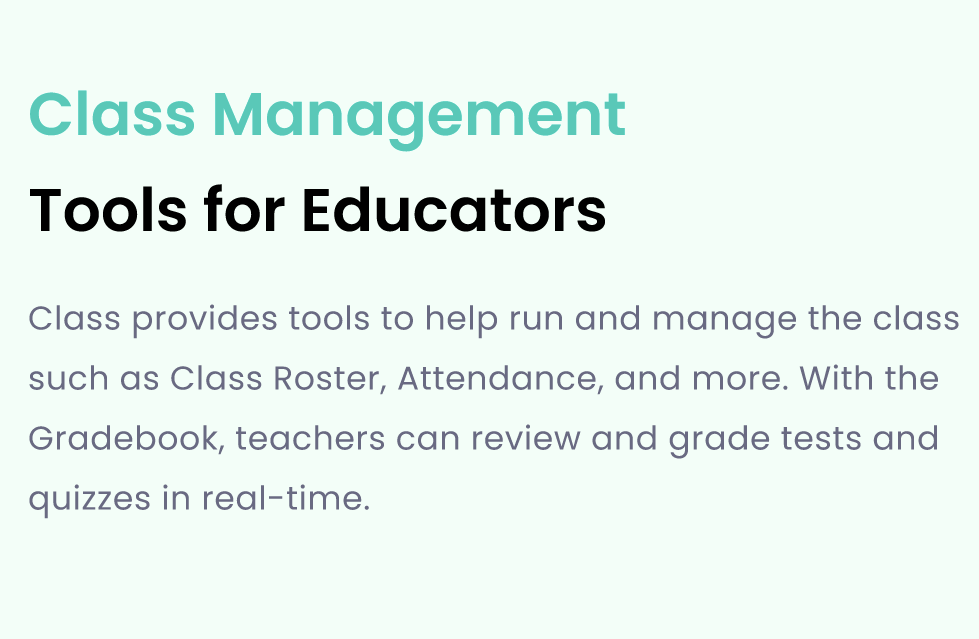 Class Management
Tools for Educators
Class provides tools to help run and manage the class
such as Class Roster, Attendance, and more. With the
Gradebook, teachers can review and grade tests and
quizzes in real-time.